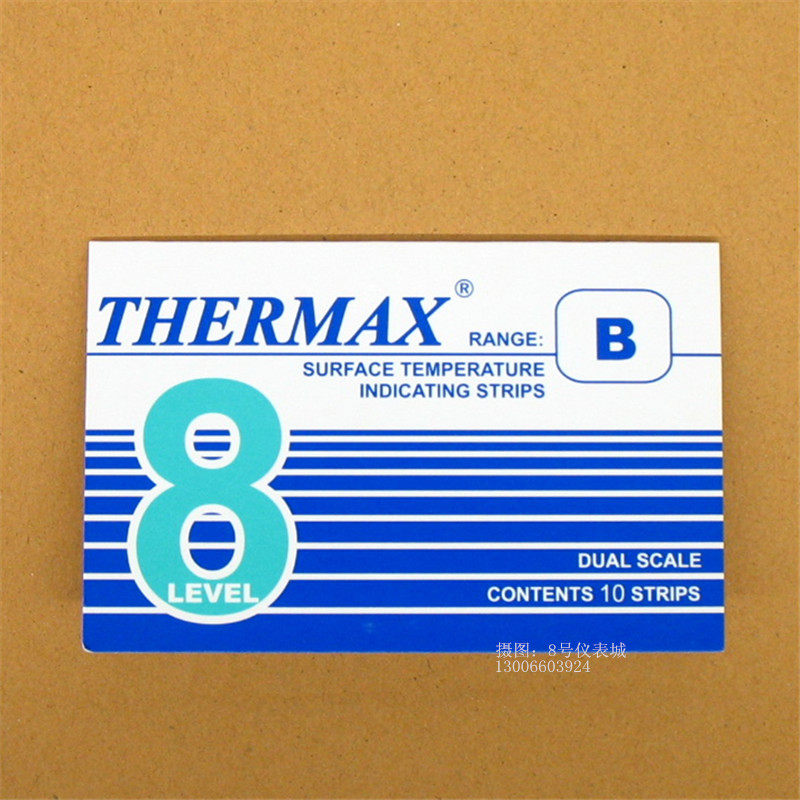 THERMAX®
RANGE: B
SURFACE TEMPERATURE
INDICATING STRIPS
8
LEVEL
DUAL SCALE
CONTENTS 10 STRIPS
摄图：8号仪表城
13006603924